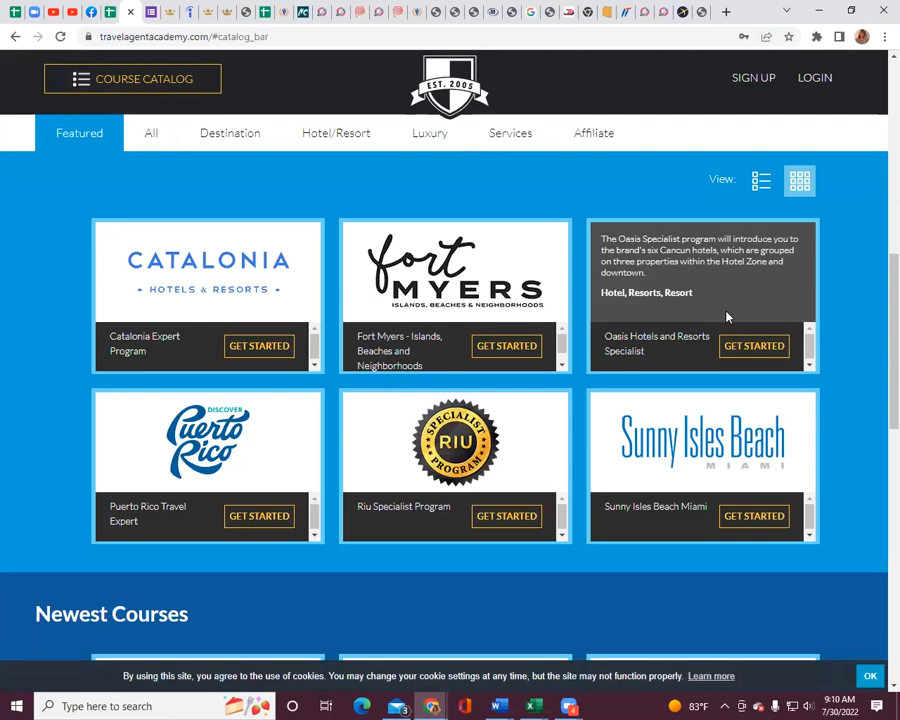 travelagentacademy.com/#catalog_bar
COURSE CATALOG
EST. 2005
SIGN UP
LOGIN
Featured
All
Destination
Hotel/Resort
Luxury
Services
Affiliate
View:
CATALONIA
• HOTELS & RESORTS •
Catalonia Expert
Program
GET STARTED
fort
MYERS
ISLANDS, BEACHES & NEIGHBORHOODS
Fort Myers - Islands,
Beaches and
Neighborhoods
GET STARTED
The Oasis Specialist program will introduce you to
the brand's six Cancun hotels, which are grouped
on three properties within the Hotel Zone and
downtown.
Hotel, Resorts, Resort
Oasis Hotels and Resorts
Specialist
GET STARTED
DISCOVER
Puerto
Rico
Puerto Rico Travel
Expert
GET STARTED
SPECIALIST
RIU
PROGRAM
Riu Specialist Program
GET STARTED
Sunny Isles Beach
MIAMI
Sunny Isles Beach Miami
GET STARTED
Newest Courses
By using this site, you agree to the use of cookies. You may change your cookie settings at any time, but the site may not function properly. Learn more
OK
Type here to search
3
83°F
9:10 AM
7/30/2022